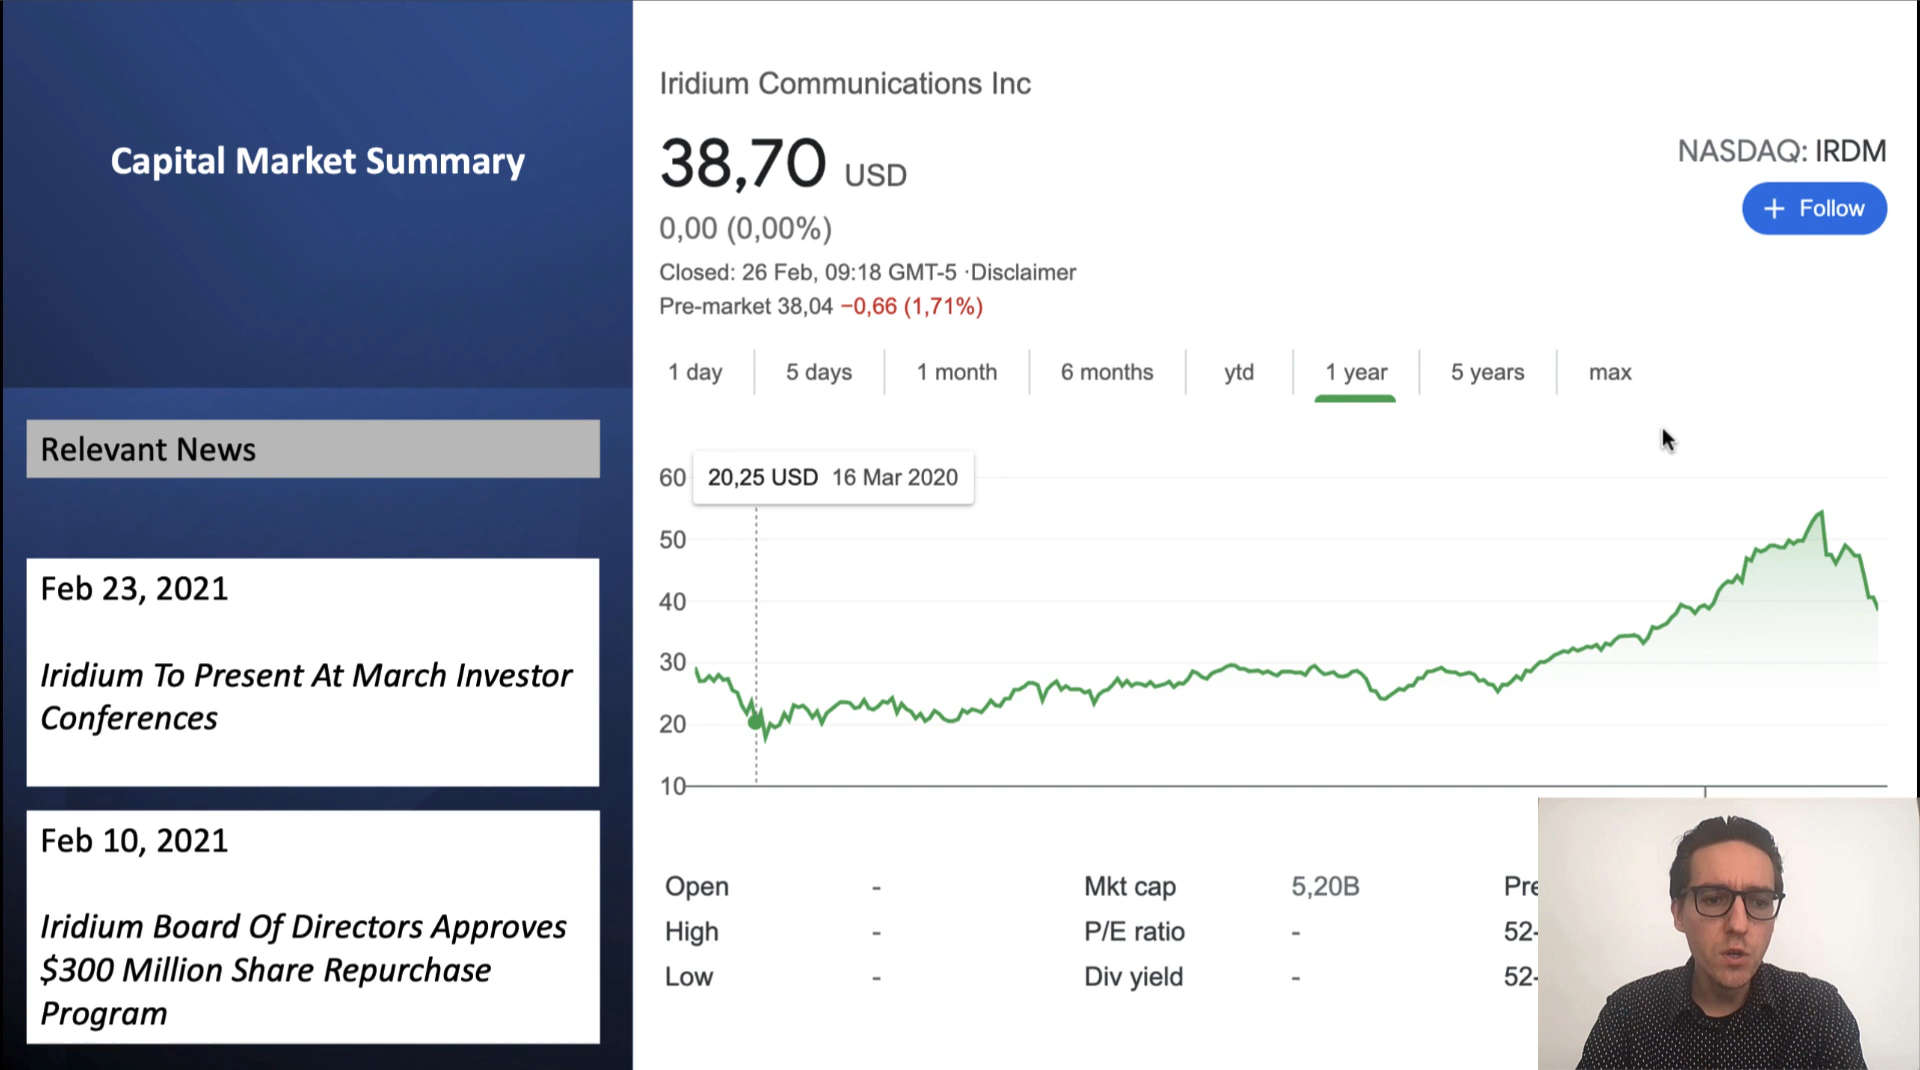 Capital Market Summary
Relevant News
Feb 23, 2021
Iridium To Present At March Investor
Conferences
Feb 10, 2021
Iridium Board Of Directors Approves
$300 Million Share Repurchase
Program
Iridium Communications Inc
38,70 USD
0,00 (0,00%)
Closed: 26 Feb, 09:18 GMT-5 ·Disclaimer
Pre-market 38,04 −0,66 (1,71%)
NASDAQ: IRDM
+ Follow
1 day 5 days 1 month 6 months ytd 1 year 5 years max
20,25 USD 16 Mar 2020
60
50
40
30
20
10
Open - Mkt cap 5,20B Pre
High - P/E ratio - 52-
Low - Div yield - 52-